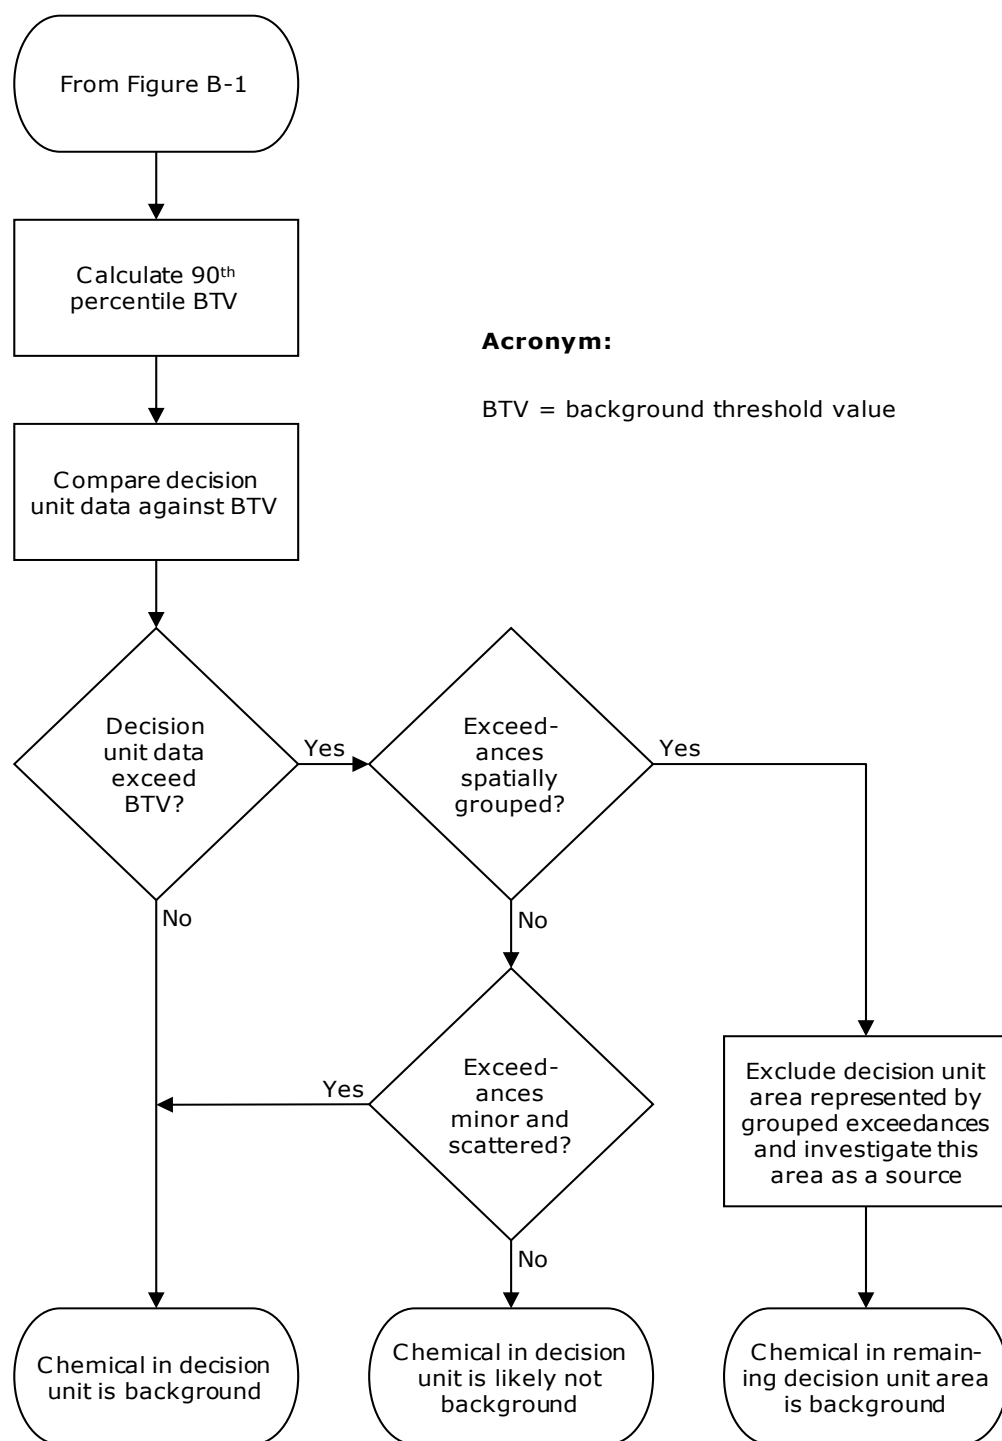 From Figure B-1
Calculate 90th
percentile BTV
Acronym:
BTV = background threshold value
Compare decision
unit data against BTV
Decision
unit data
exceed
BTV?
Yes
Exceed-
ances
spatially
grouped?
Yes
No
No
Exceed-
ances
minor and
scattered?
Yes
Exclude decision unit
area represented by
grouped exceedances
and investigate this
area as a source
No
Chemical in decision
unit is background
Chemical in decision
unit is likely not
background
Chemical in remain-
ing decision unit area
is background